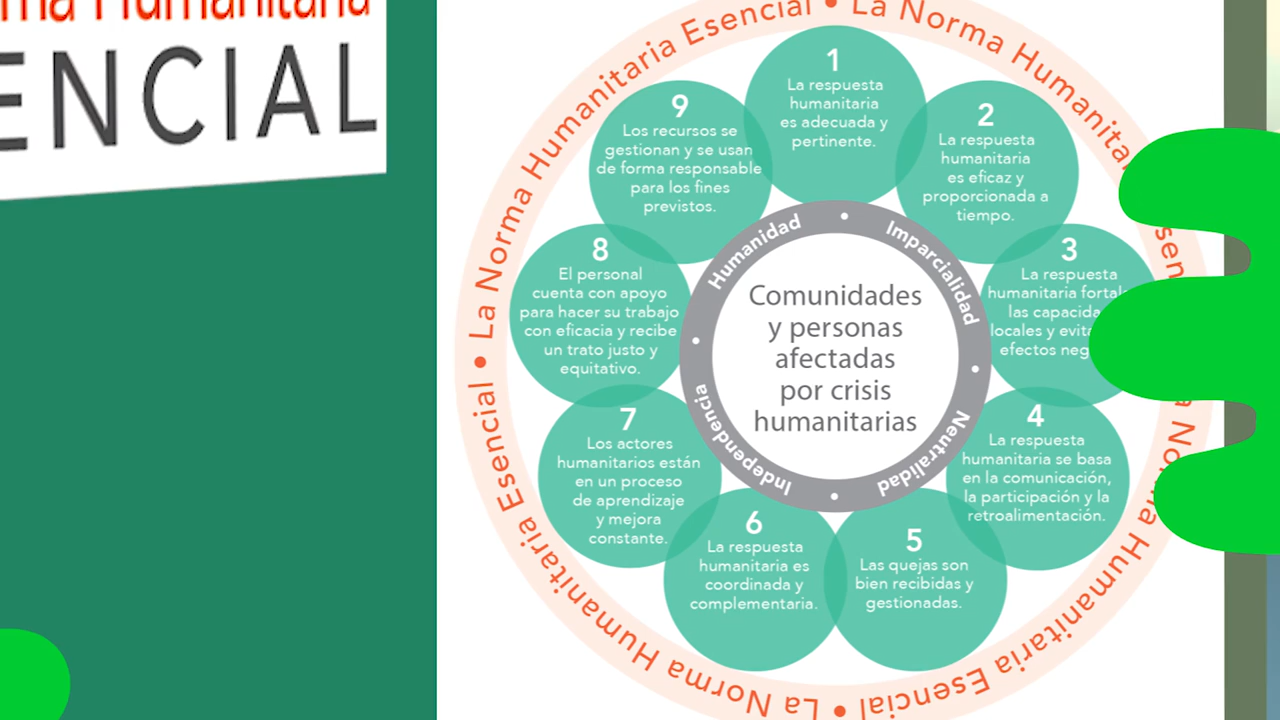 Humanitaria
ENCIAL
La Norma Humanitaria Esencial • La Norma Humanitaria Esencial • La Norma Humanitaria Esencial • La Norma Humanitaria Esencial •
1
La respuesta
humanitaria
es adecuada y
pertinente.
2
La respuesta
humanitaria
es eficaz y
proporcionada a
tiempo.
3
La respuesta
humanitaria
las
locales y
efectos
4
La respuesta
humanitaria se basa
en la comunicación,
la participación y la
retroalimentación.
5
Las quejas son
bien recibidas y
gestionadas.
6
La respuesta
humanitaria es
coordinada y
complementaria.
7
Los actores
humanitarios están
en un proceso
de aprendizaje
y mejora
constante.
8
El personal
cuenta con apoyo
para hacer su trabajo
con eficacia y recibe
un trato justo y
equitativo.
9
Los recursos se
gestionan y se usan
de forma responsable
para los fines
previstos.
Humanidad • Imparcialidad • Neutralidad • Independencia •
Comunidades
y personas
afectadas
por crisis
humanitarias